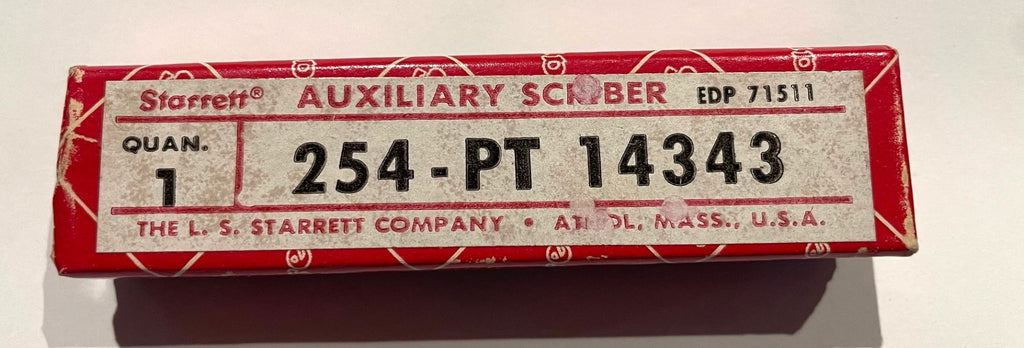 Starrett® AUXILIARY SCRIBER EDP 71511
QUAN.
1
254-PT 14343
THE L. S. STARRETT COMPANY • ATHOL, MASS., U.S.A.